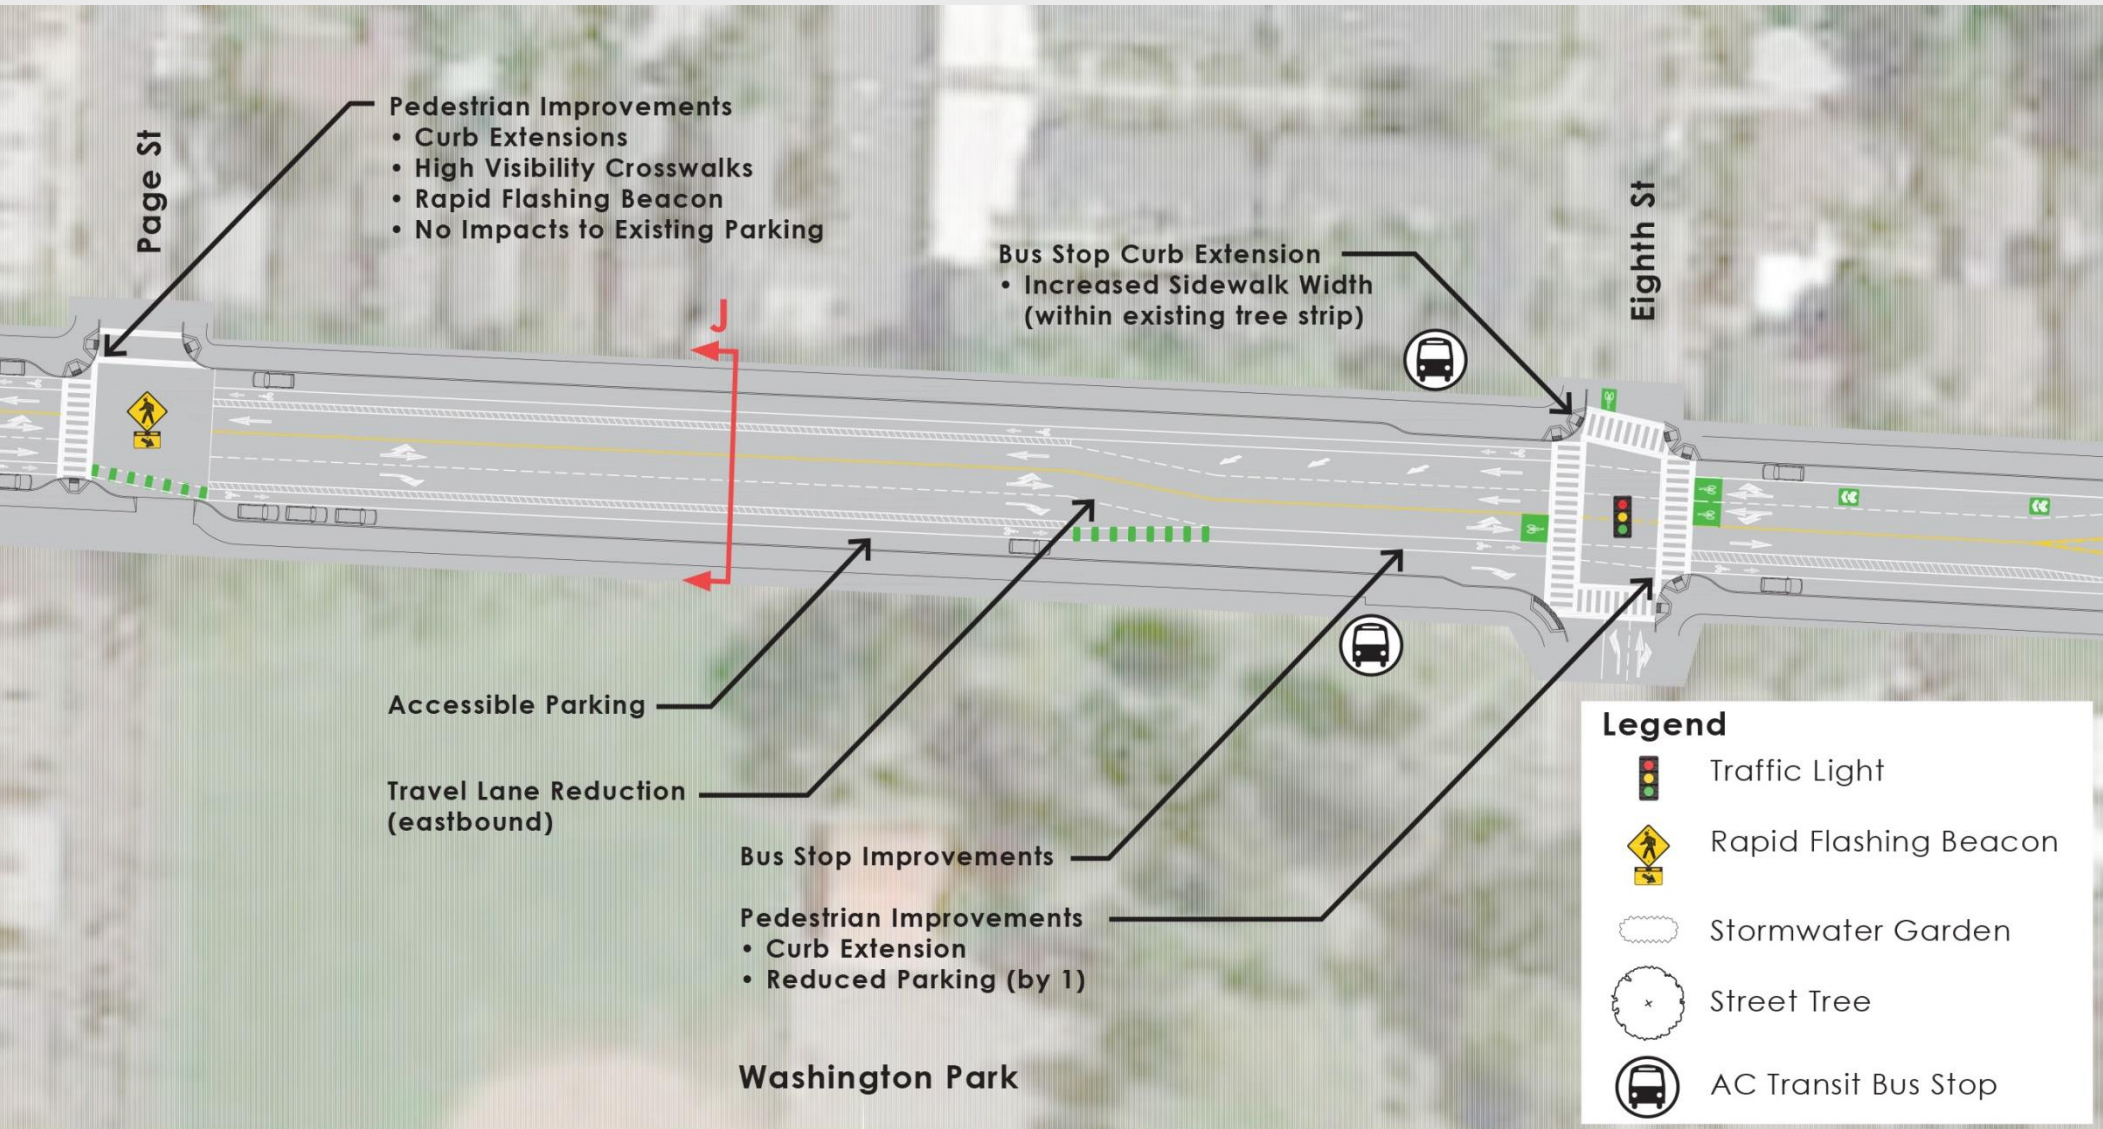 Page St
Pedestrian Improvements
• Curb Extensions
• High Visibility Crosswalks
• Rapid Flashing Beacon
• No Impacts to Existing Parking
Eighth St
Bus Stop Curb Extension
• Increased Sidewalk Width
(within existing tree strip)
J
Accessible Parking
Travel Lane Reduction
(eastbound)
Bus Stop Improvements
Pedestrian Improvements
• Curb Extension
• Reduced Parking (by 1)
Washington Park
Legend
Traffic Light
Rapid Flashing Beacon
Stormwater Garden
Street Tree
AC Transit Bus Stop